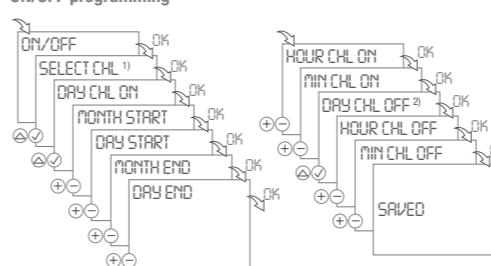 ON/OFF programming
ON/OFF
OK
SELECT CHL 1)
OK
DAY CHL ON
OK
MONTH START
OK
DAY START
OK
MONTH END
OK
DAY END
OK
HOUR CHL ON
OK
MIN CHL ON
OK
DAY CHL OFF 2)
OK
HOUR CHL OFF
OK
MIN CHL OFF
OK
SAVED